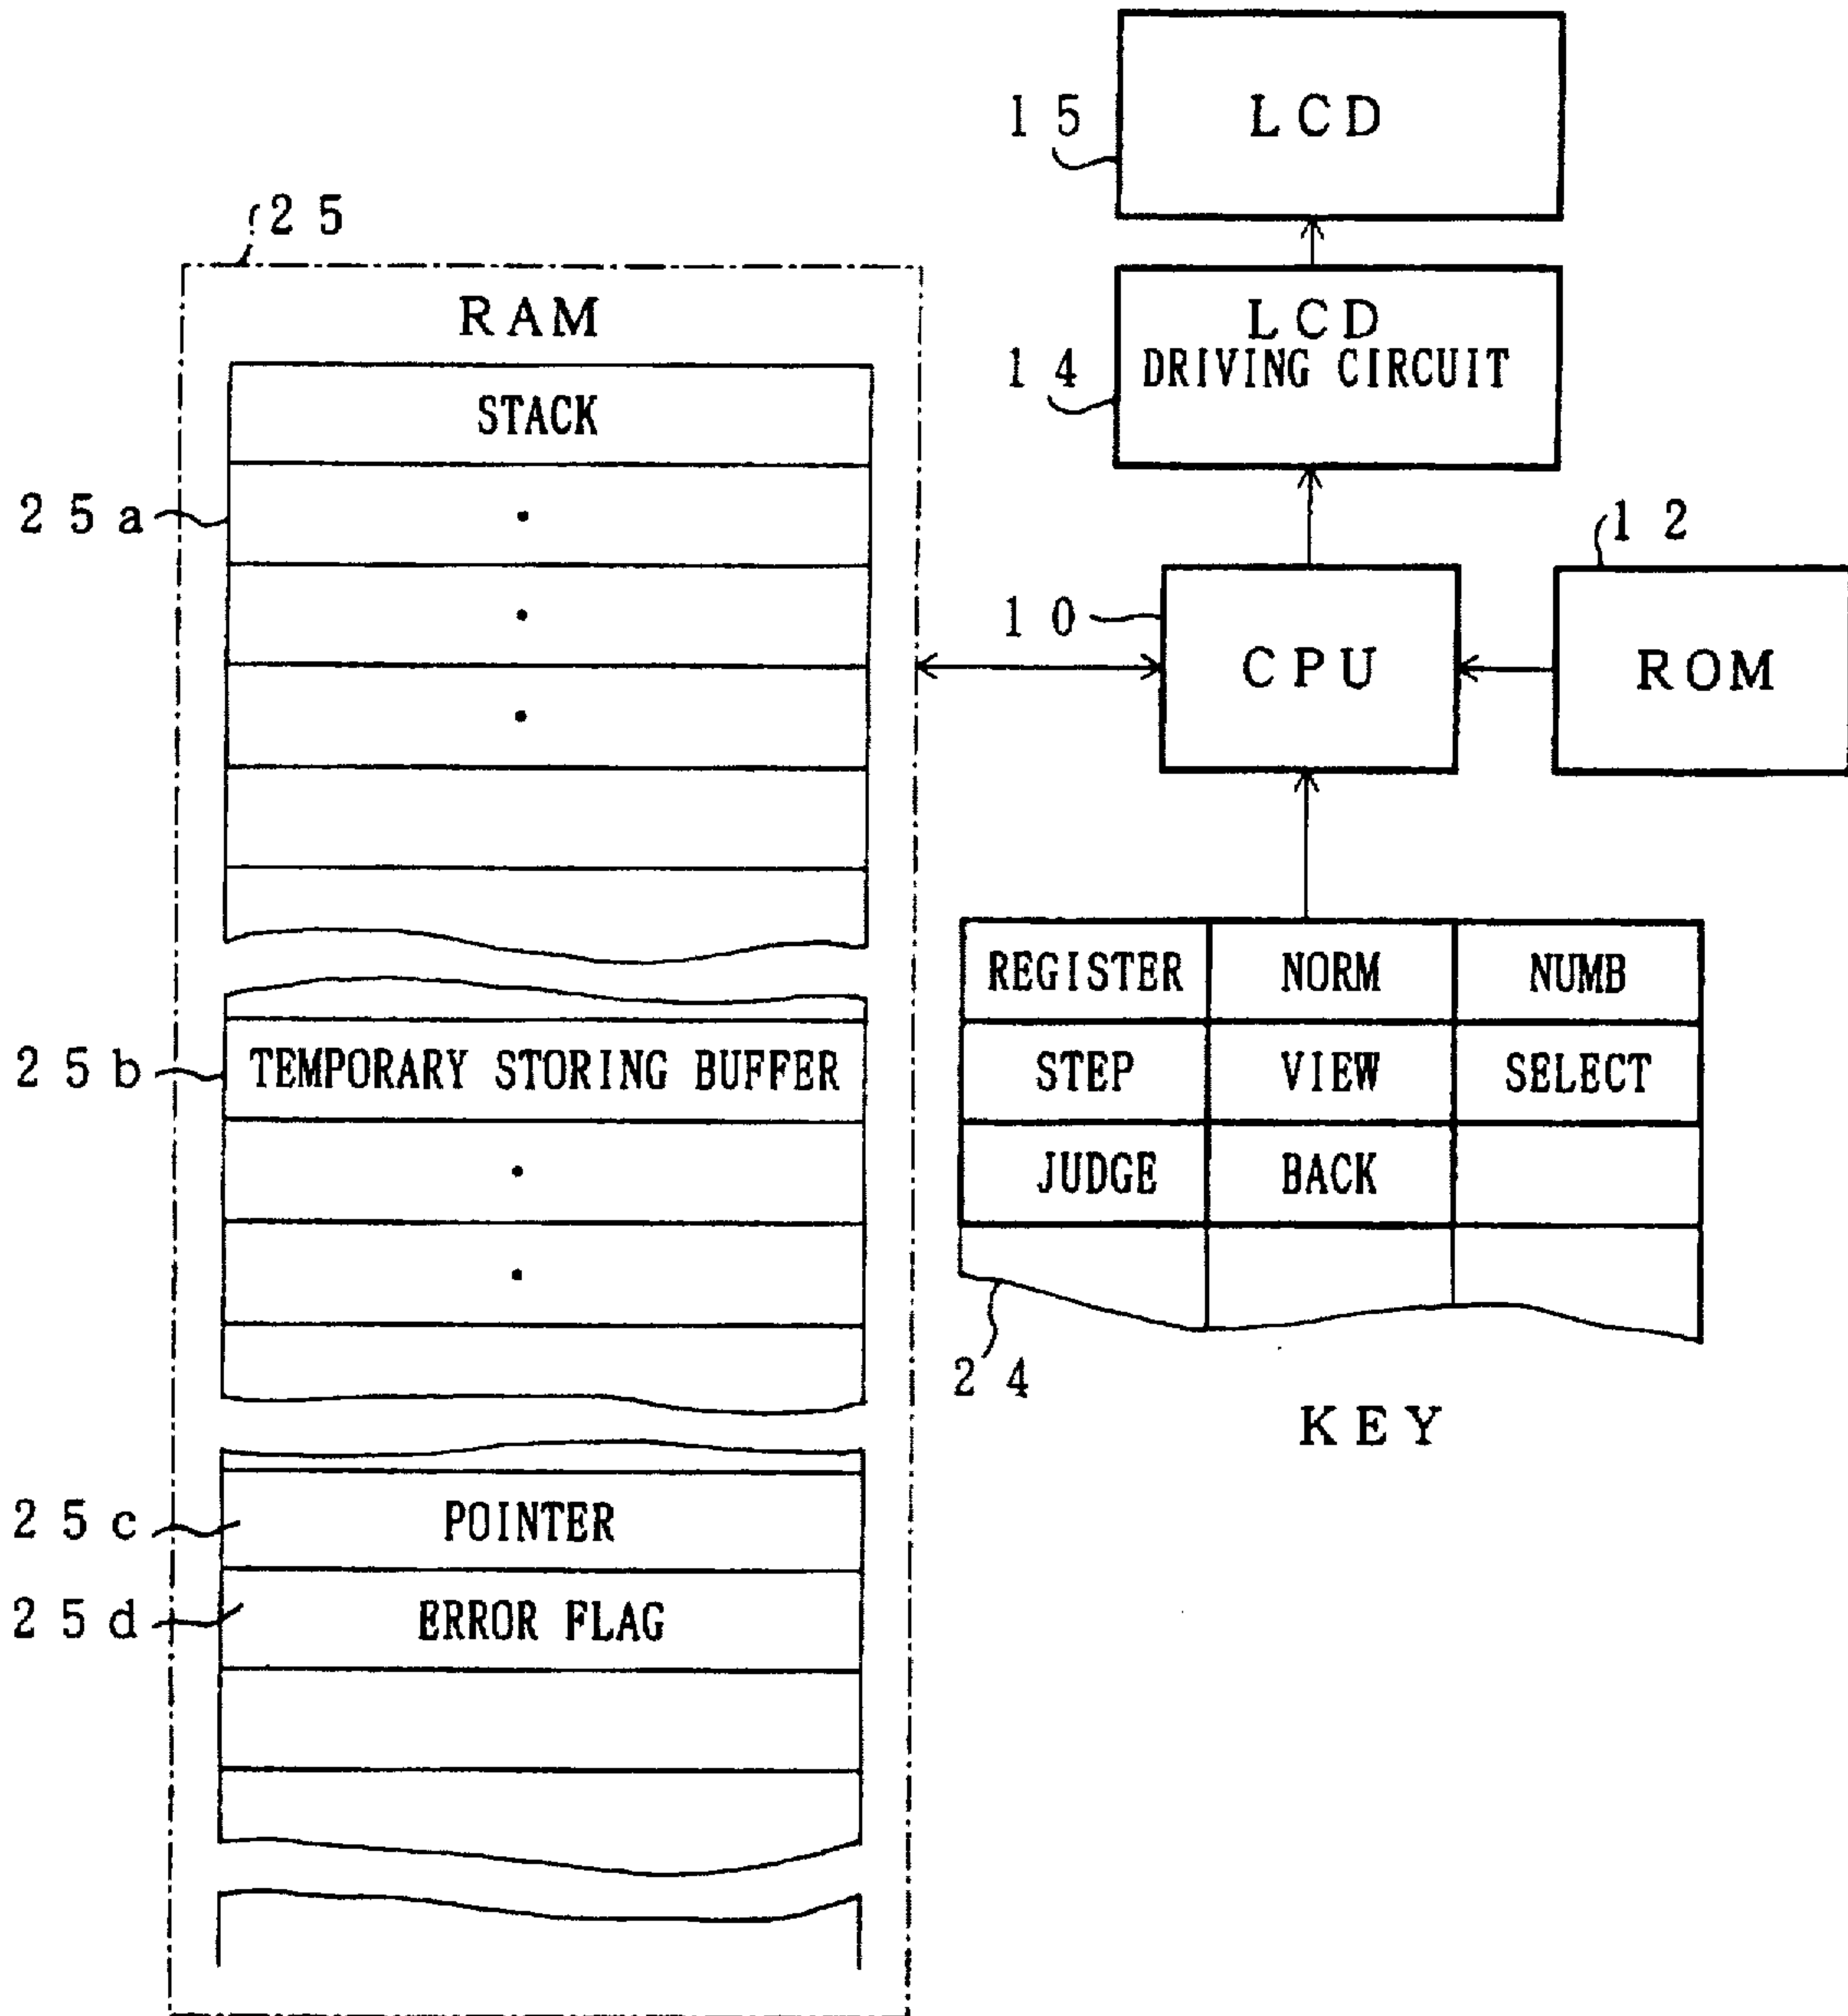 15
LCD
25
RAM
14
LCD
DRIVING CIRCUIT
STACK
25a
12
10
CPU
ROM
REGISTER NORM NUMB
STEP VIEW SELECT
JUDGE BACK
25b
TEMPORARY STORING BUFFER
24
KEY
25c
POINTER
25d
ERROR FLAG